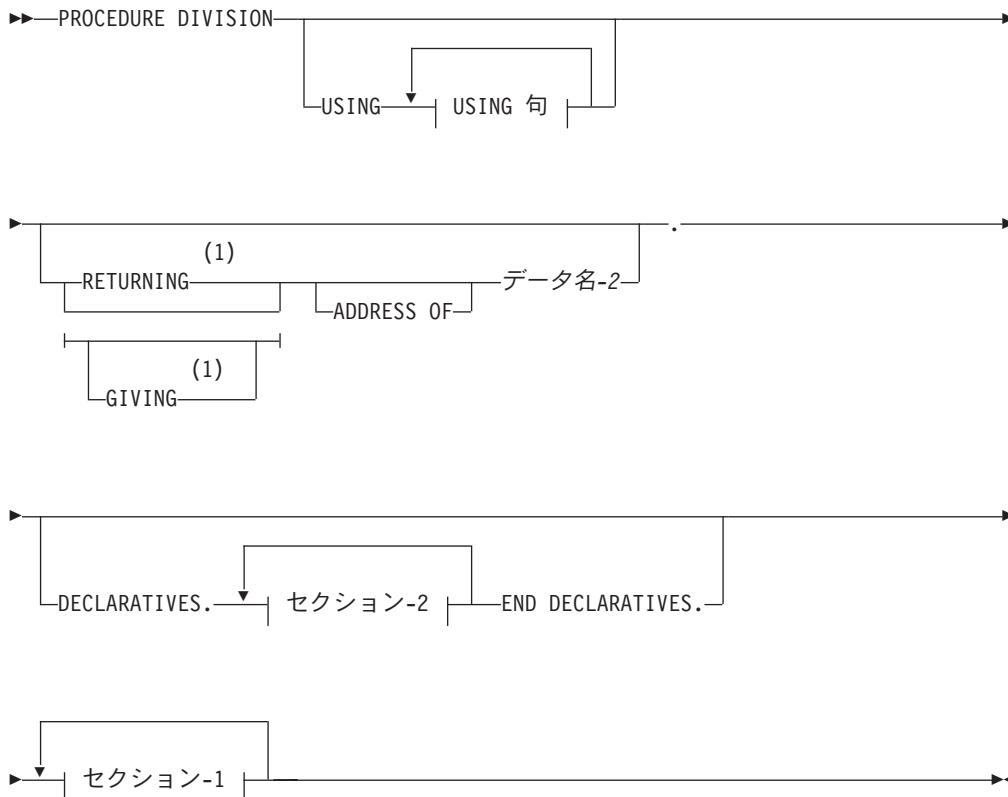 PROCEDURE DIVISION
USING
USING 句
(1)
RETURNING
ADDRESS OF
データ名-2
.
(1)
GIVING
DECLARATIVES.
セクション-2
END DECLARATIVES.
セクション-1